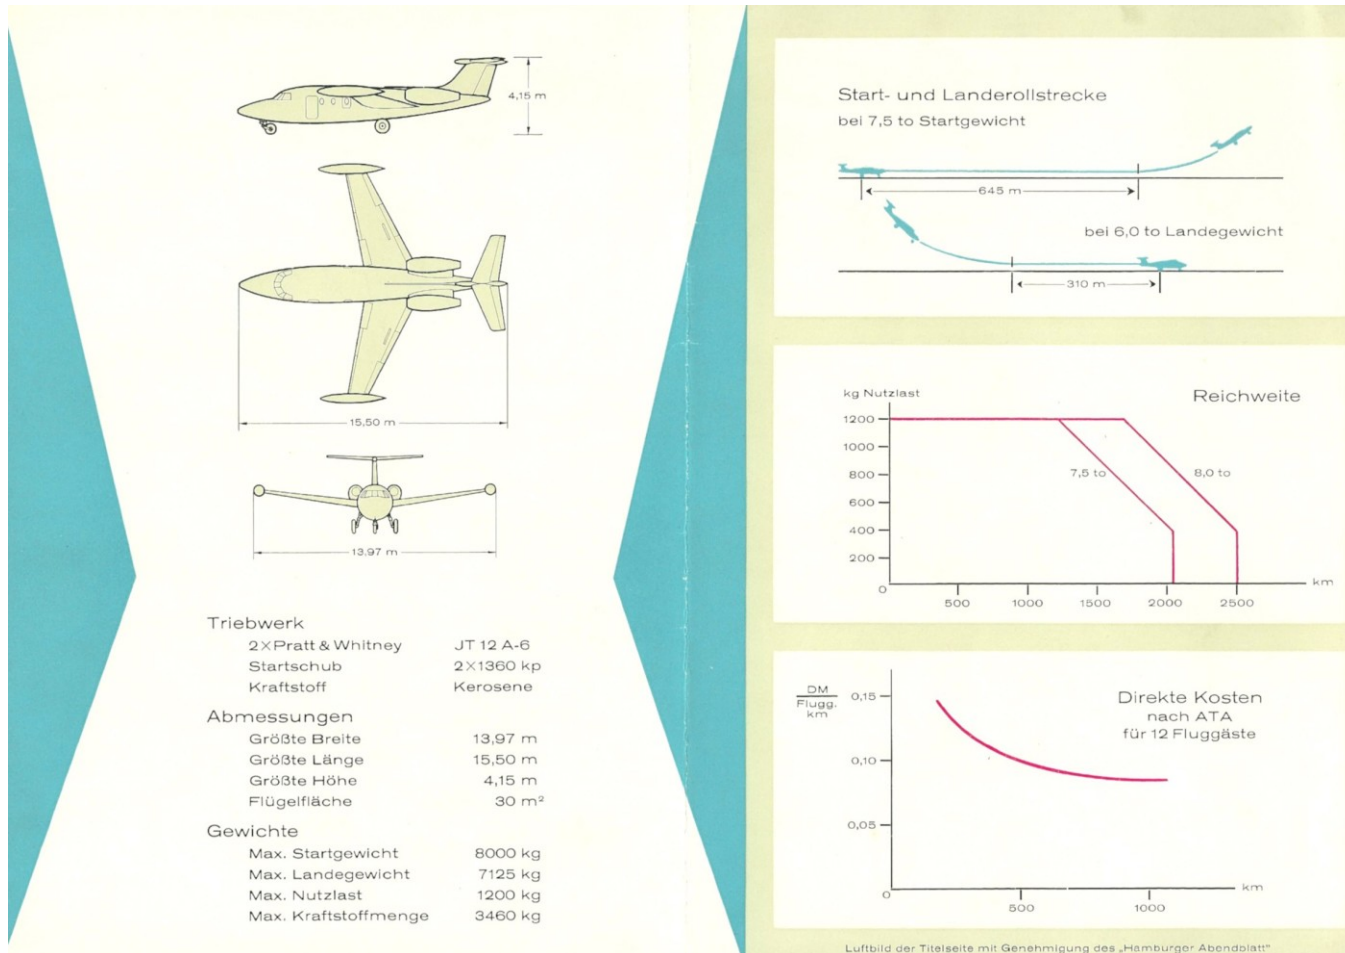 4,15 m
15,50 m
13,97 m
Triebwerk
2×Pratt & Whitney JT 12 A-6
Startschub 2×1360 kp
Kraftstoff Kerosene
Abmessungen
Größte Breite 13,97 m
Größte Länge 15,50 m
Größte Höhe 4,15 m
Flügelfläche 30 m²
Gewichte
Max. Startgewicht 8000 kg
Max. Landegewicht 7125 kg
Max. Nutzlast 1200 kg
Max. Kraftstoffmenge 3460 kg
Start- und Landerollstrecke
bei 7,5 to Startgewicht
645 m
bei 6,0 to Landegewicht
310 m
kg Nutzlast
Reichweite
1200
1000
800
600
400
200
0
7,5 to
8,0 to
km
500 1000 1500 2000 2500
DM
Flugg.
km
0,15
0,10
0,05
0
Direkte Kosten
nach ATA
für 12 Fluggäste
km
500 1000
Luftbild der Titelseite mit Genehmigung des „Hamburger Abendblatt"